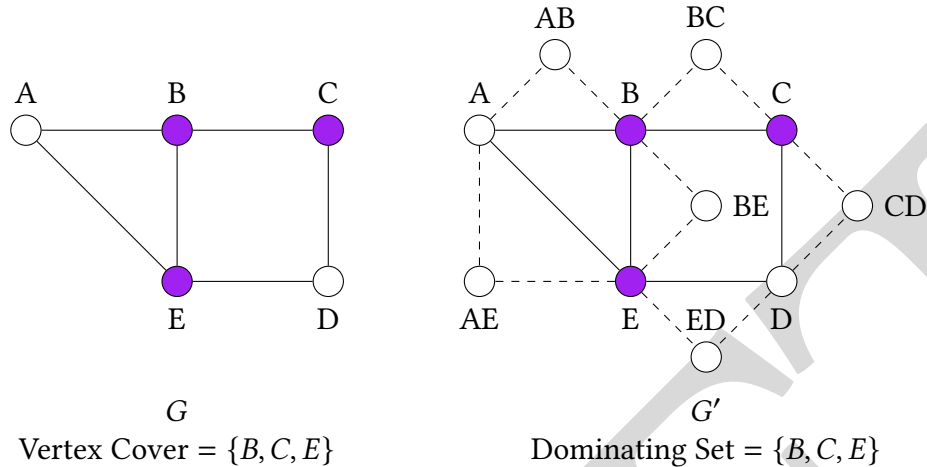 AB BC
A B C A B C
BE CD
E D AE E ED D
G G′
Vertex Cover = {B, C, E} Dominating Set = {B, C, E}